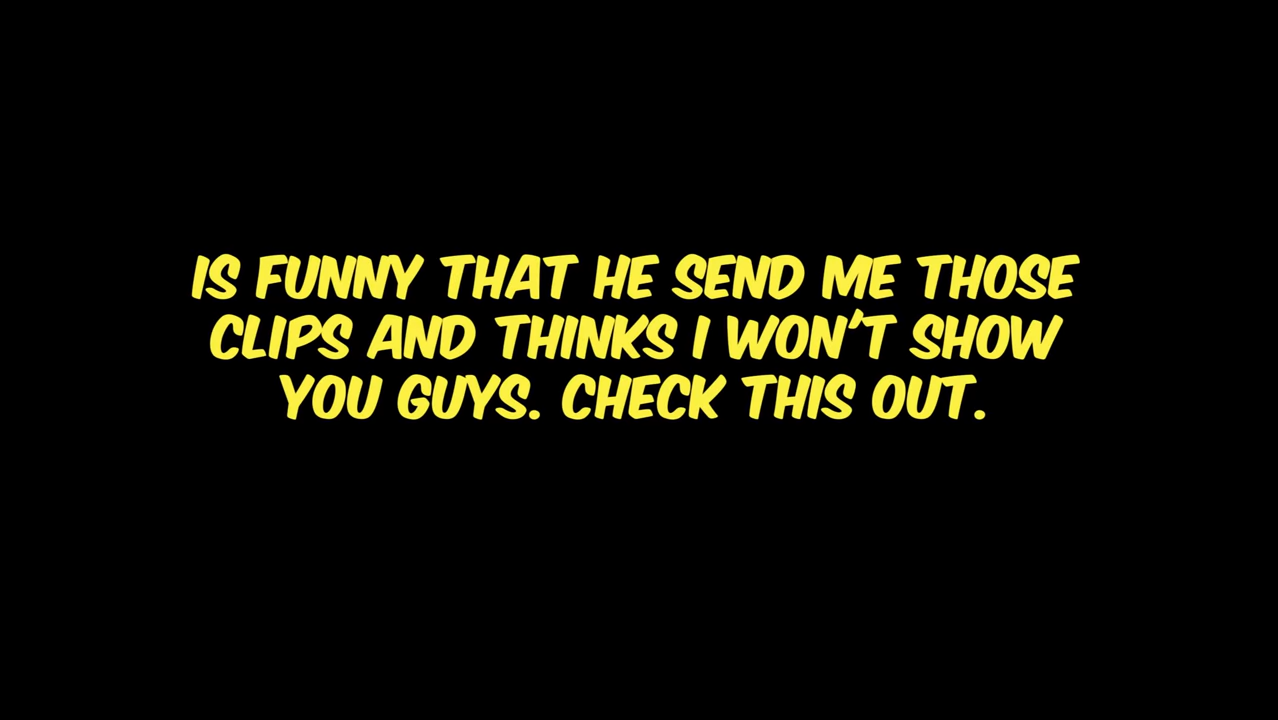 IS FUNNY THAT HE SEND ME THOSE
CLIPS AND THINKS I WON'T SHOW
YOU GUYS. CHECK THIS OUT.